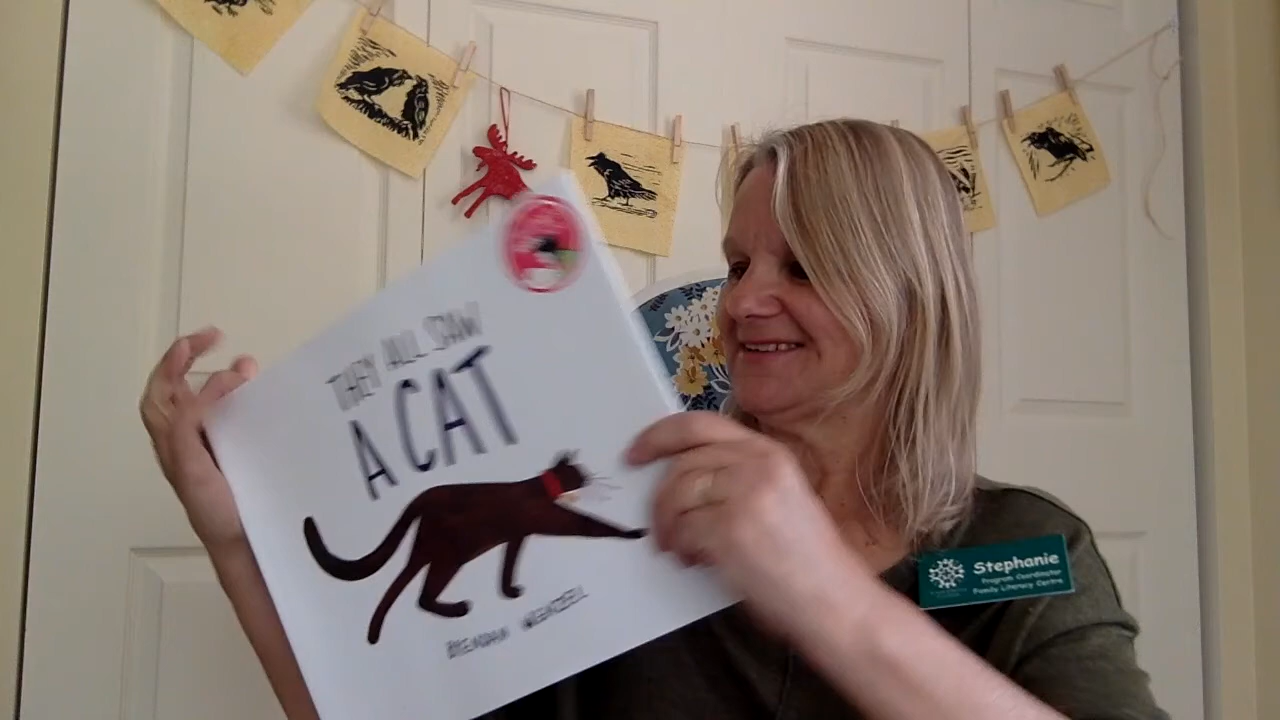 THEY ALL SAW
A CAT
BRENDAN WENZEL
Stephanie
Program Coordinator
Family Literacy Centre